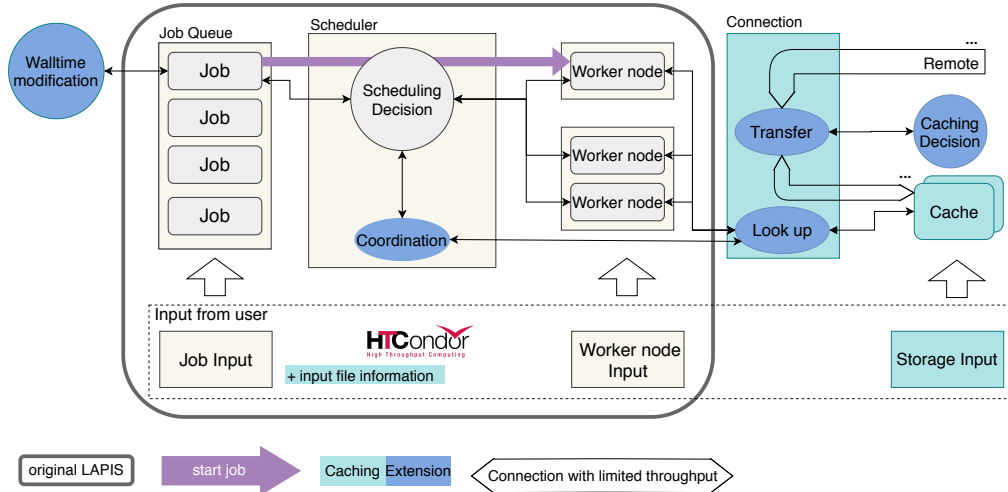 Scheduler
Connection
Job Queue
Walltime
modification
Job
Job
Job
Job
Scheduling
Decision
Coordination
Worker node
Worker node
Worker node
...
Remote
Transfer
Caching
Decision
...
Cache
Look up
Input from user
Job Input
HTCondor
High Throughput Computing
+ input file information
Worker node
Input
Storage Input
original LAPIS
start job
Caching Extension
Connection with limited throughput